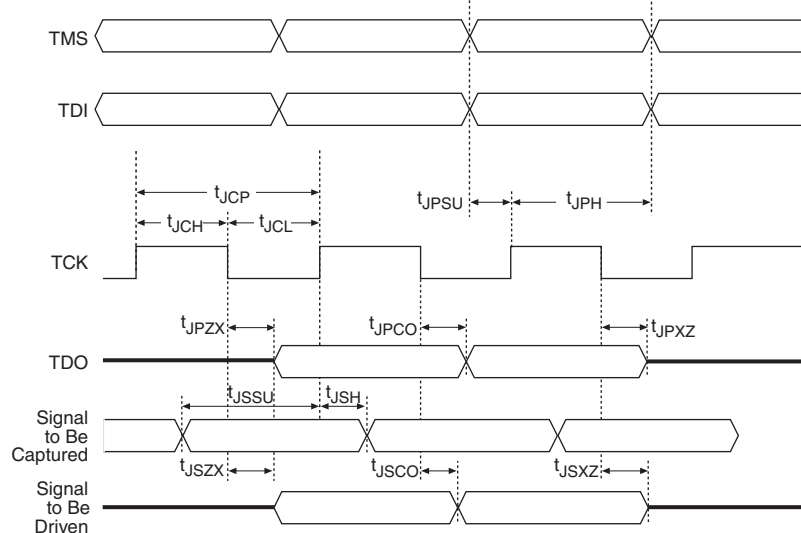 TMS
TDI
tJCP
tJCH
tJCL
tJPSU
tJPH
TCK
tJPZX
tJPCO
tJPXZ
TDO
tJSSU
tJSH
Signal
to Be
Captured
tJSZX
tJSCO
tJSXZ
Signal
to Be
Driven